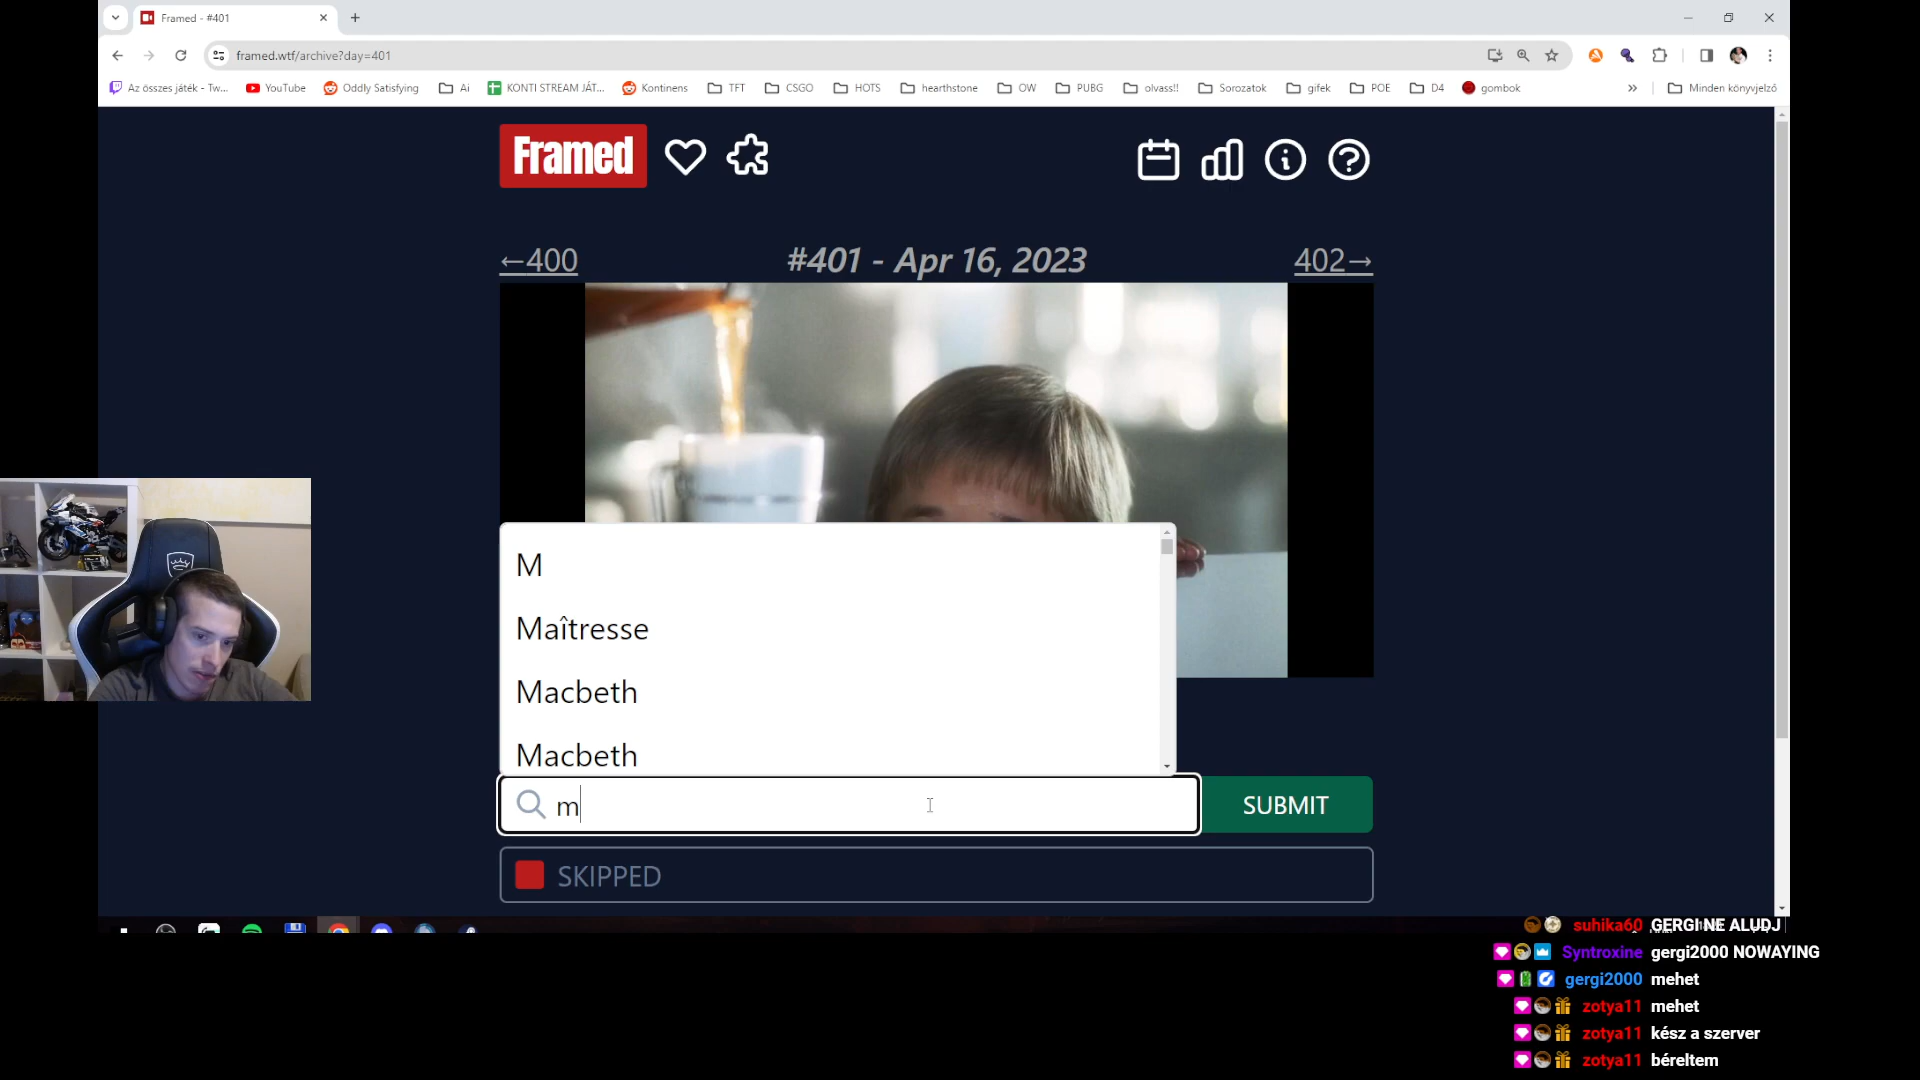 Framed - #401
framed.wtf/archive?day=401
Az összes játék - Tw...
YouTube
Oddly Satisfying
Ai
KONTI STREAM JÁT...
Kontinens
TFT
CSGO
HOTS
hearthstone
OW
PUBG
olvass!!
Sorozatok
gifek
POE
D4
gombok
Minden könyvjelző
Framed
←400
#401 - Apr 16, 2023
402→
M
Maîtresse
Macbeth
Macbeth
m
SUBMIT
SKIPPED
suhika60 GERGI NE ALUDJ
Syntroxine gergi2000 NOWAYING
gergi2000 mehet
zotya11 mehet
zotya11 kész a szerver
zotya11 béreltem